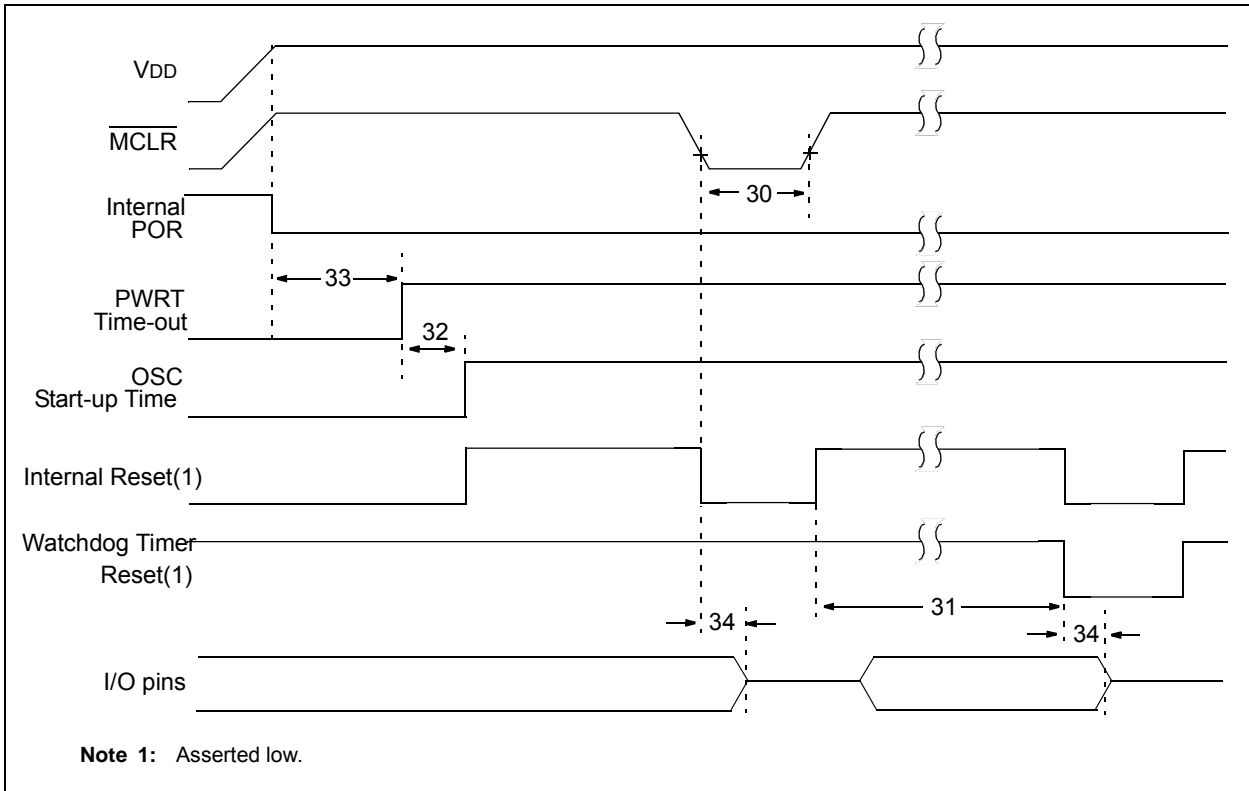 VDD
MCLR
30
Internal
POR
33
PWRT
Time-out
32
OSC
Start-up Time
Internal Reset(1)
Watchdog Timer
Reset(1)
31
34
34
I/O pins
Note 1: Asserted low.